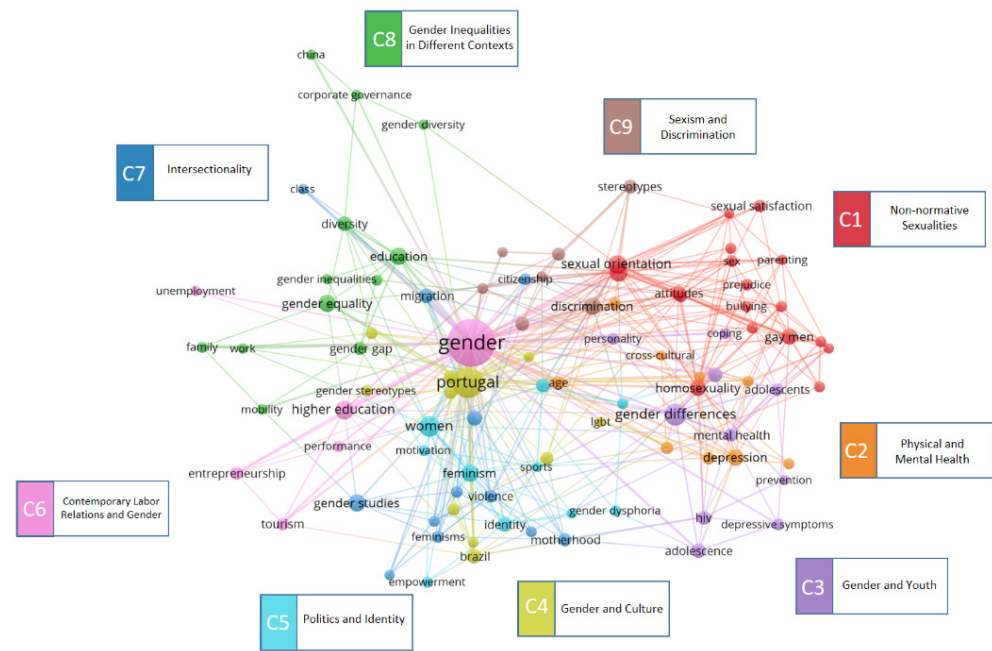 C8
Gender Inequalities
in Different Contexts
china
corporate governance
gender diversity
C9
Sexism and
Discrimination
C7
Intersectionality
class
stereotypes
C1
Non-normative
Sexualities
sexual satisfaction
diversity
education
sexual orientation
sex
parenting
gender inequalities
citizenship
prejudice
unemployment
migration
attitudes
gender equality
discrimination
bullying
gender
personality
coping
gay men
family
work
gender gap
cross-cultural
portugal
age
homosexuality
adolescents
gender stereotypes
higher education
gender differences
mobility
women
lgbt
mental health
performance
motivation
depression
C2
Physical and
Mental Health
entrepreneurship
feminism
sports
prevention
C6
Contemporary Labor
Relations and Gender
gender studies
violence
tourism
identity
gender dysphoria
hiv
depressive symptoms
feminisms
motherhood
adolescence
brazil
empowerment
C3
Gender and Youth
C5
Politics and Identity
C4
Gender and Culture